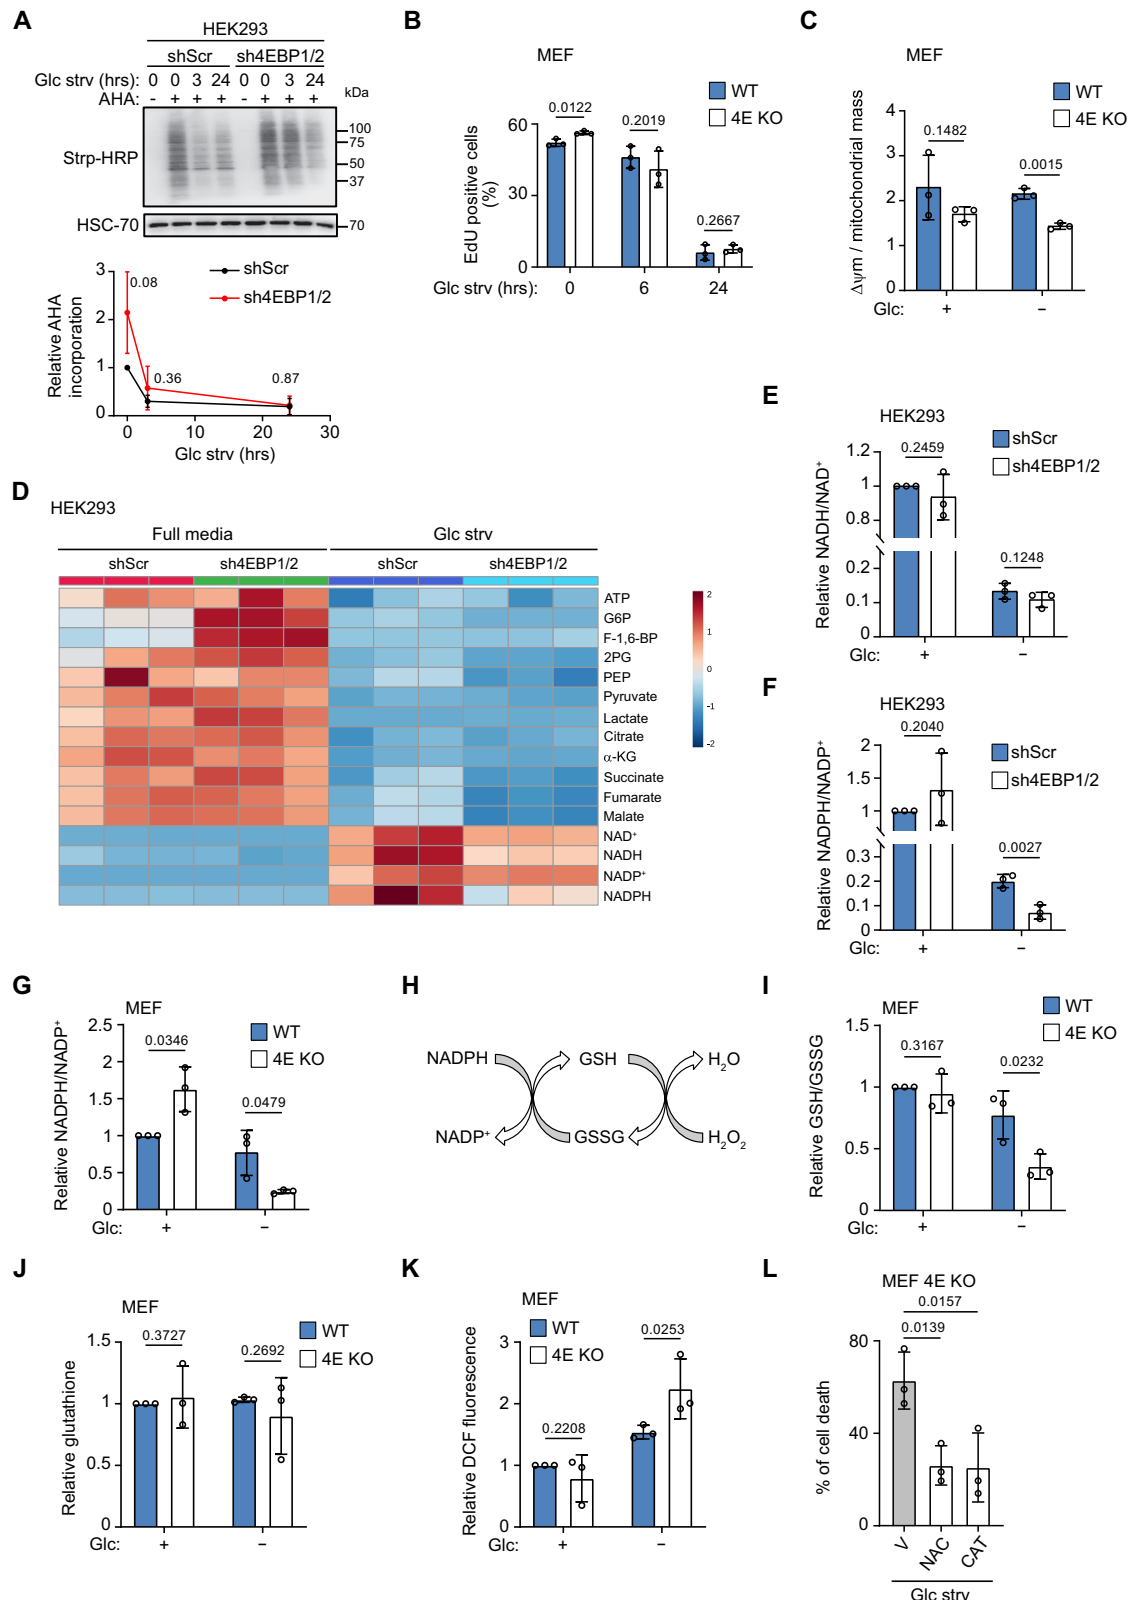 A
HEK293
shScr sh4EBP1/2
Glc strv (hrs): 0 0 3 24 0 0 3 24
AHA: - + + + - + + + kDa
Strp-HRP
100
75
50
37
HSC-70
70
shScr
sh4EBP1/2
Relative AHA
incorporation
3
2
1
0
0.08
0.36
0.87
0 10 20 30
Glc strv (hrs)
B
MEF
WT
4E KO
EdU positive cells
(%)
60
30
0
0.0122
0.2019
0.2667
Glc strv (hrs): 0 6 24
C
MEF
WT
4E KO
Δψm / mitochondrial mass
4
3
2
1
0
0.1482
0.0015
Glc: + −
D
HEK293
Full media Glc strv
shScr sh4EBP1/2 shScr sh4EBP1/2
ATP
G6P
F-1,6-BP
2PG
PEP
Pyruvate
Lactate
Citrate
α-KG
Succinate
Fumarate
Malate
NAD⁺
NADH
NADP⁺
NADPH
2
1
0
-1
-2
E
HEK293
shScr
sh4EBP1/2
Relative NADH/NAD⁺
1.2
1
0.8
0.2
0.1
0
0.2459
0.1248
Glc: + −
F
HEK293
shScr
sh4EBP1/2
Relative NADPH/NADP⁺
2
1.5
1
0.3
0.2
0.1
0
0.2040
0.0027
Glc: + −
G
MEF
WT
4E KO
Relative NADPH/NADP⁺
2.5
2
1.5
1
0.5
0
0.0346
0.0479
Glc: + −
H
NADPH GSH H₂O
NADP⁺ GSSG H₂O₂
I
MEF
WT
4E KO
Relative GSH/GSSG
1.5
1
0.5
0
0.3167
0.0232
Glc: + −
J
MEF
WT
4E KO
Relative glutathione
1.5
1
0.5
0
0.3727
0.2692
Glc: + −
K
MEF
WT
4E KO
Relative DCF fluorescence
3
2
1
0
0.2208
0.0253
Glc: + −
L
MEF 4E KO
0.0157
0.0139
% of cell death
80
40
0
V NAC CAT
Glc strv